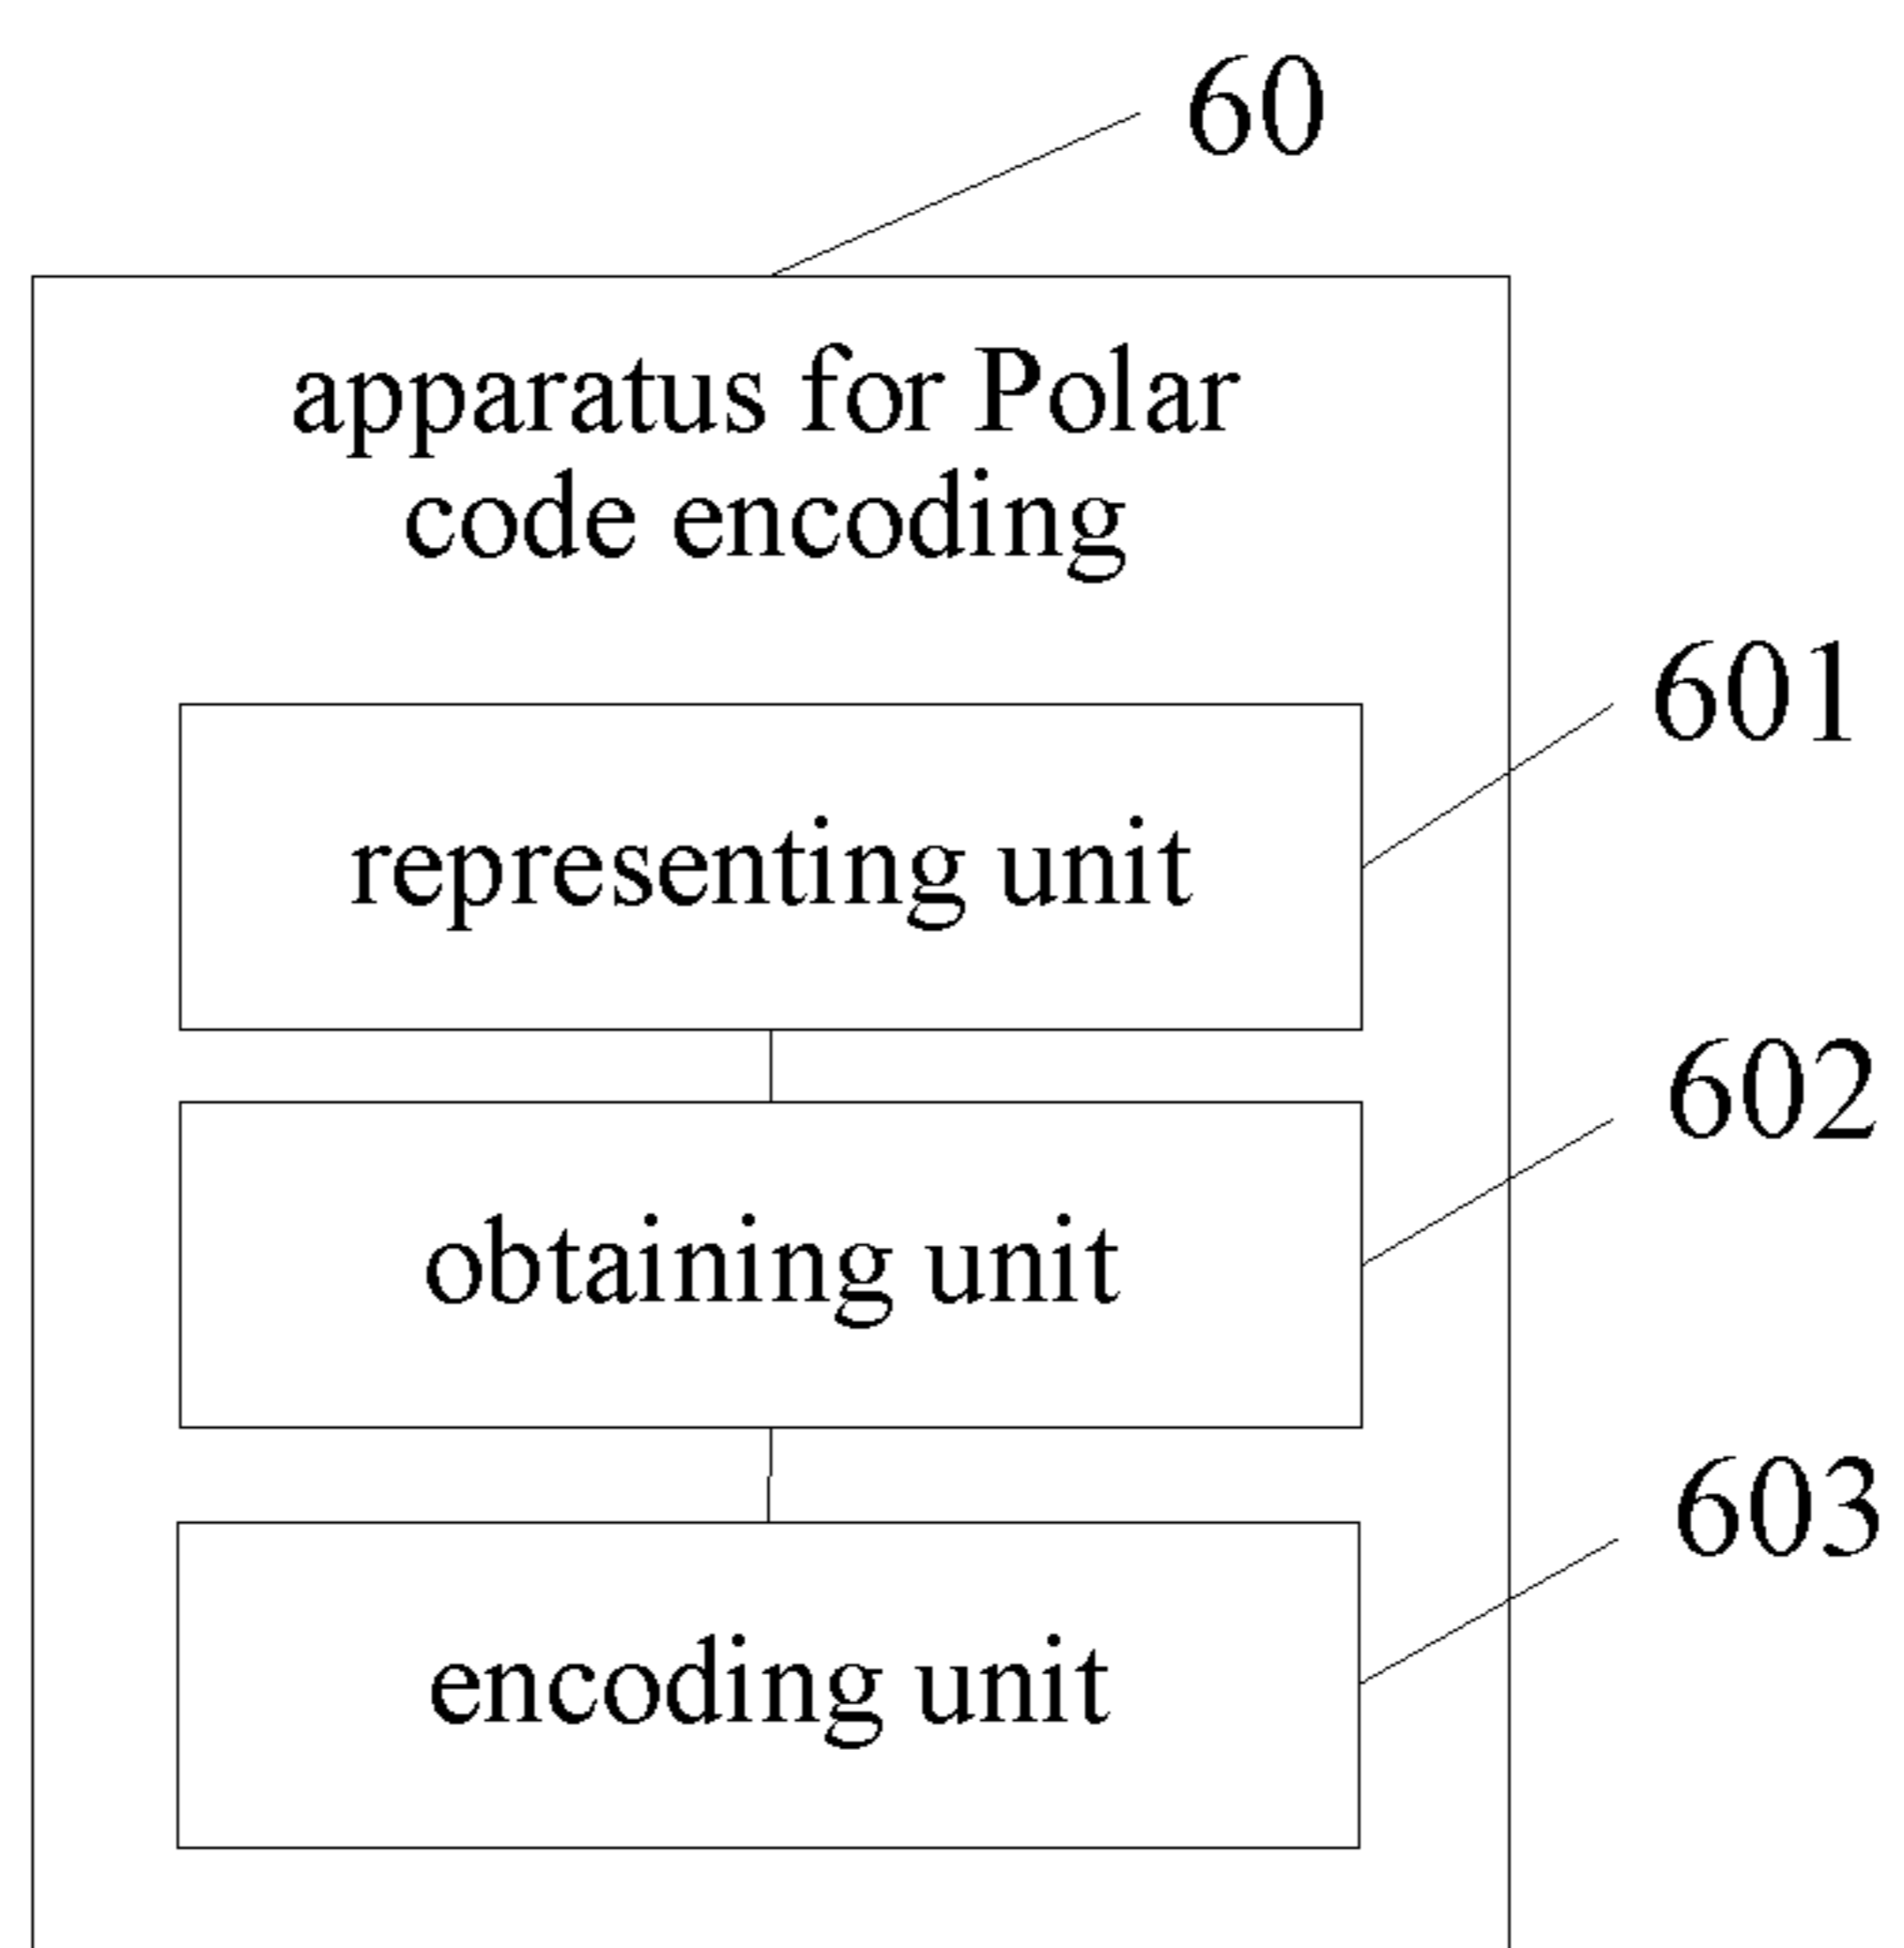 60
apparatus for Polar
code encoding
601
representing unit
602
obtaining unit
603
encoding unit